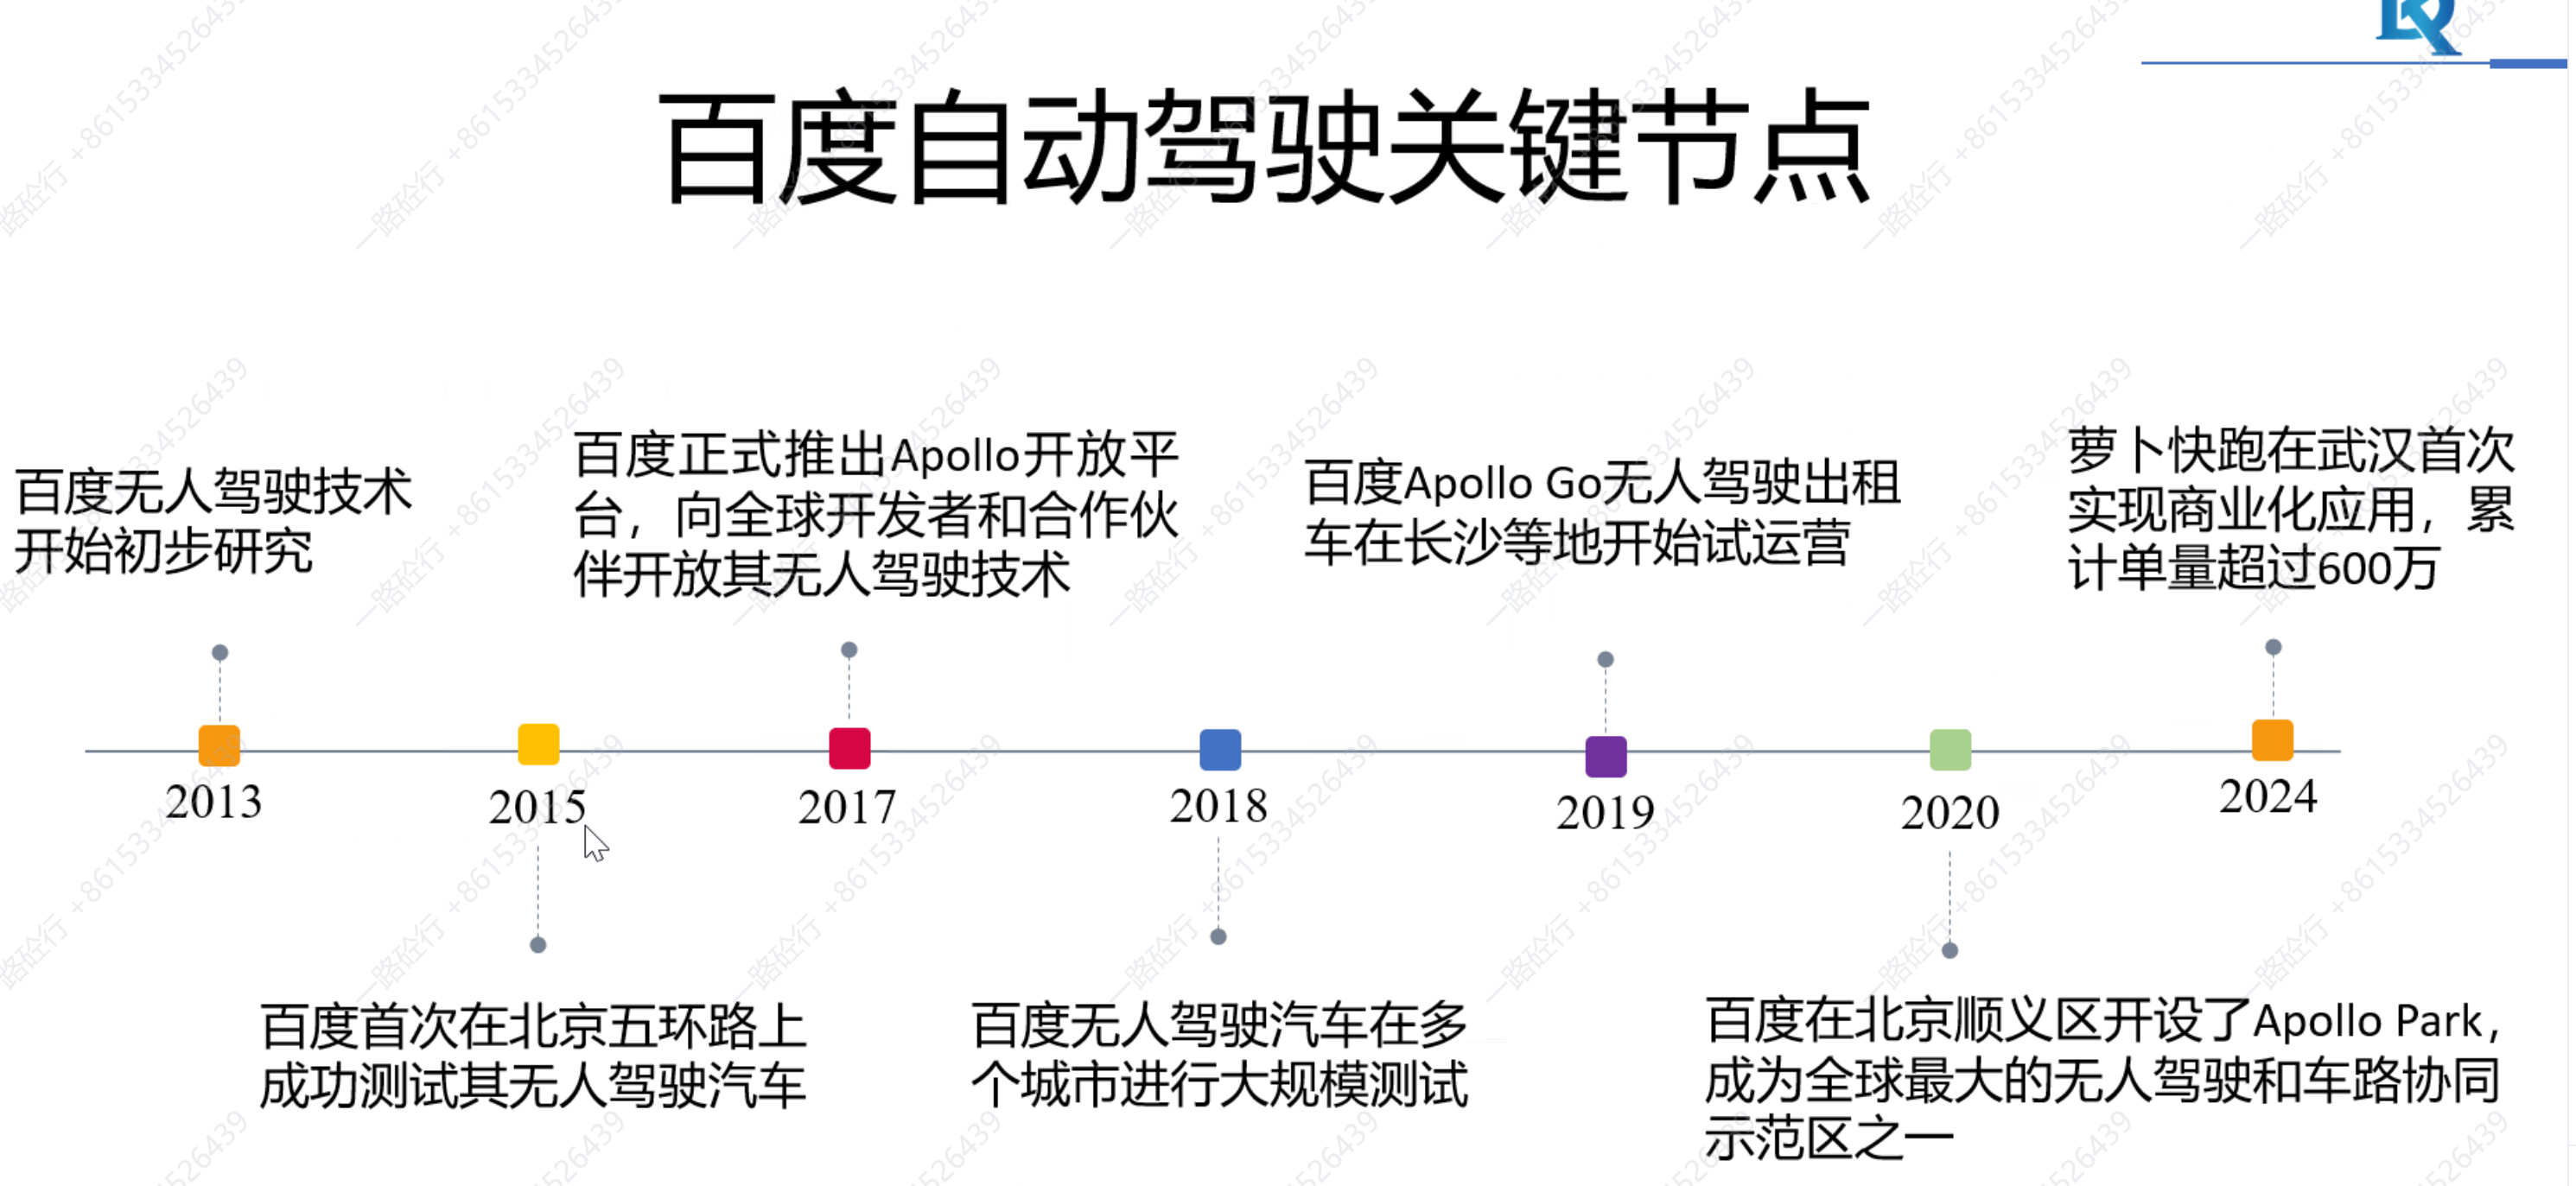 百度自动驾驶关键节点
百度无人驾驶技术
开始初步研究
百度正式推出Apollo开放平
台，向全球开发者和合作伙
伴开放其无人驾驶技术
百度Apollo Go无人驾驶出租
车在长沙等地开始试运营
萝卜快跑在武汉首次
实现商业化应用，累
计单量超过600万
2013
2015
2017
2018
2019
2020
2024
百度首次在北京五环路上
成功测试其无人驾驶汽车
百度无人驾驶汽车在多
个城市进行大规模测试
百度在北京顺义区开设了Apollo Park，
成为全球最大的无人驾驶和车路协同
示范区之一
一路砼行 +8615334526439